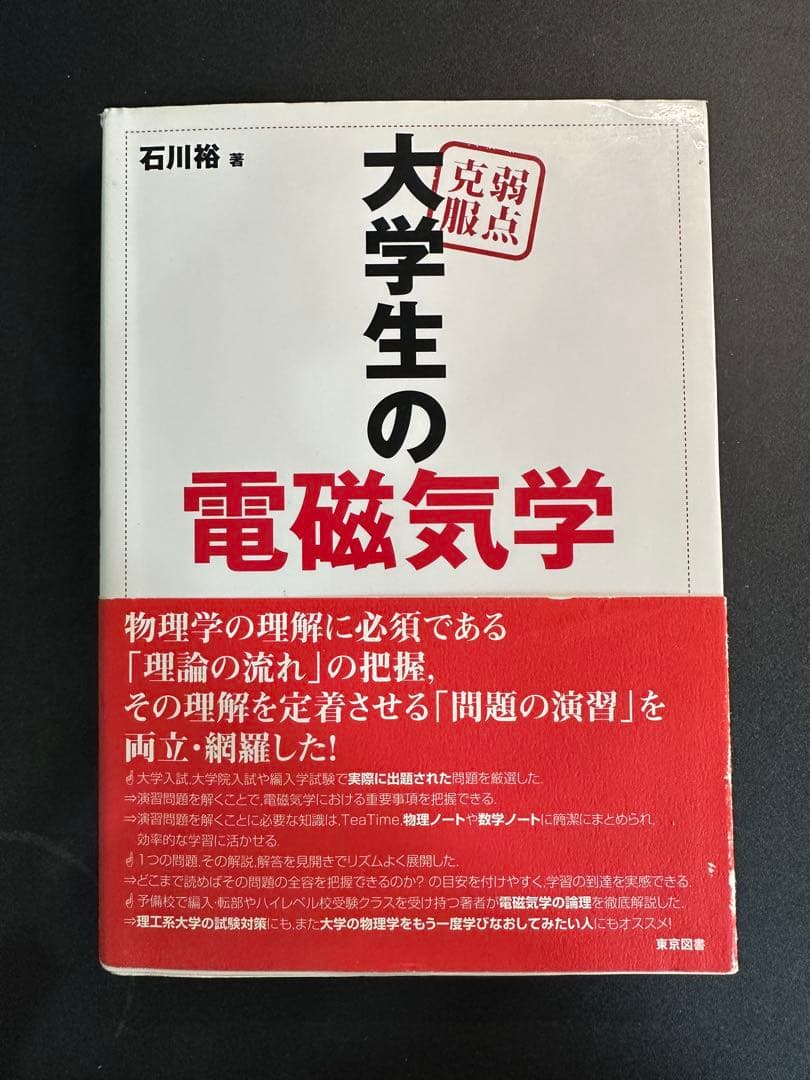 石川裕 著
弱点
克服
大学生の
電磁気学
物理学の理解に必須である
「理論の流れ」の把握,
その理解を定着させる「問題の演習」を
両立・網羅した!
☝大学入試,大学院入試や編入学試験で実際に出題された問題を厳選した.
⇒演習問題を解くことで,電磁気学における重要事項を把握できる.
⇒演習問題を解くことに必要な知識は,TeaTime,物理ノートや数学ノートに簡潔にまとめられ,
効率的な学習に活かせる.
☝1つの問題,その解説,解答を見開きでリズムよく展開した.
⇒どこまで読めばその問題の全容を把握できるのか? の目安を付けやすく,学習の到達を実感できる.
☝予備校で編入・転部やハイレベル校受験クラスを受け持つ著者が電磁気学の論理を徹底解説した.
⇒理工系大学の試験対策にも,また大学の物理学をもう一度学びなおしてみたい人にもオススメ!
東京図書